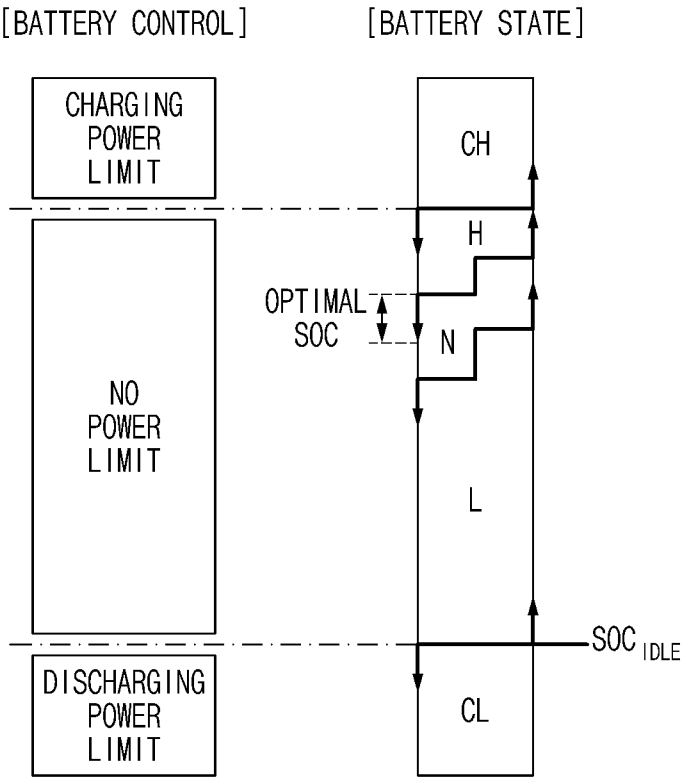 [BATTERY CONTROL]
[BATTERY STATE]
CHARGING
POWER
LIMIT
CH
H
OPTIMAL
SOC
N
NO
POWER
LIMIT
L
SOC IDLE
DISCHARGING
POWER
LIMIT
CL